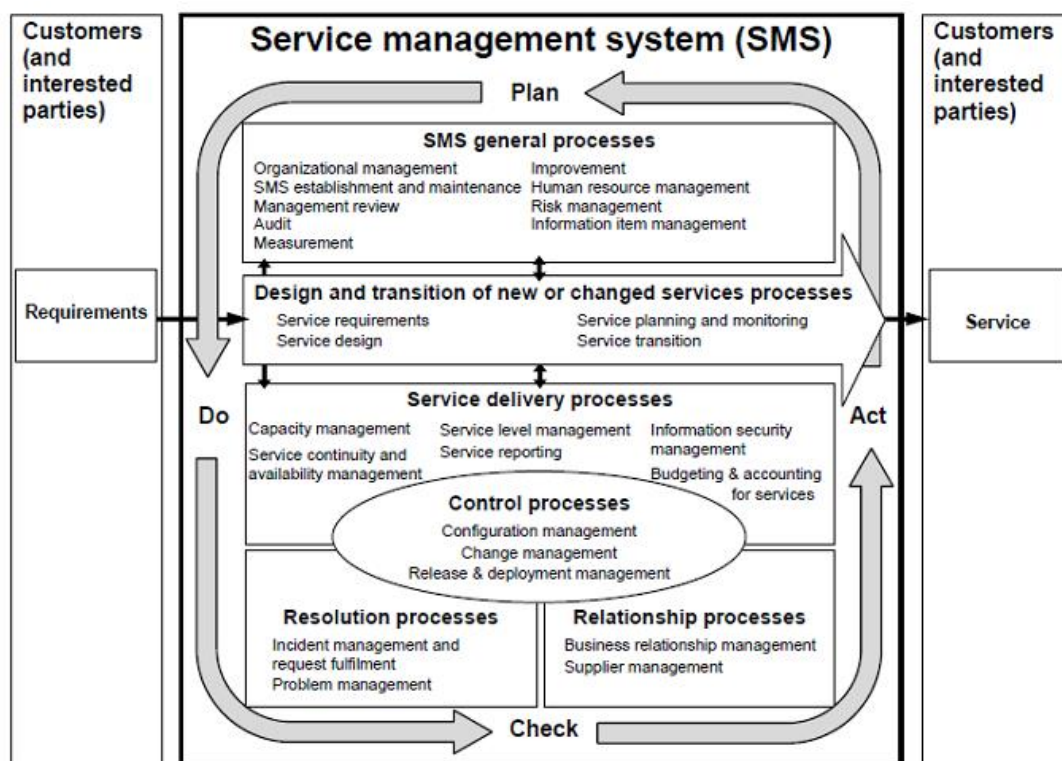 Customers
(and
interested
parties)
Requirements
Service management system (SMS)
Plan
SMS general processes
Organizational management
SMS establishment and maintenance
Management review
Audit
Measurement
Improvement
Human resource management
Risk management
Information item management
Design and transition of new or changed services processes
Service requirements
Service design
Service planning and monitoring
Service transition
Do
Act
Service delivery processes
Capacity management
Service continuity and
availability management
Service level management
Service reporting
Information security
management
Budgeting & accounting
for services
Control processes
Configuration management
Change management
Release & deployment management
Resolution processes
Incident management and
request fulfilment
Problem management
Relationship processes
Business relationship management
Supplier management
Check
Customers
(and
interested
parties)
Service